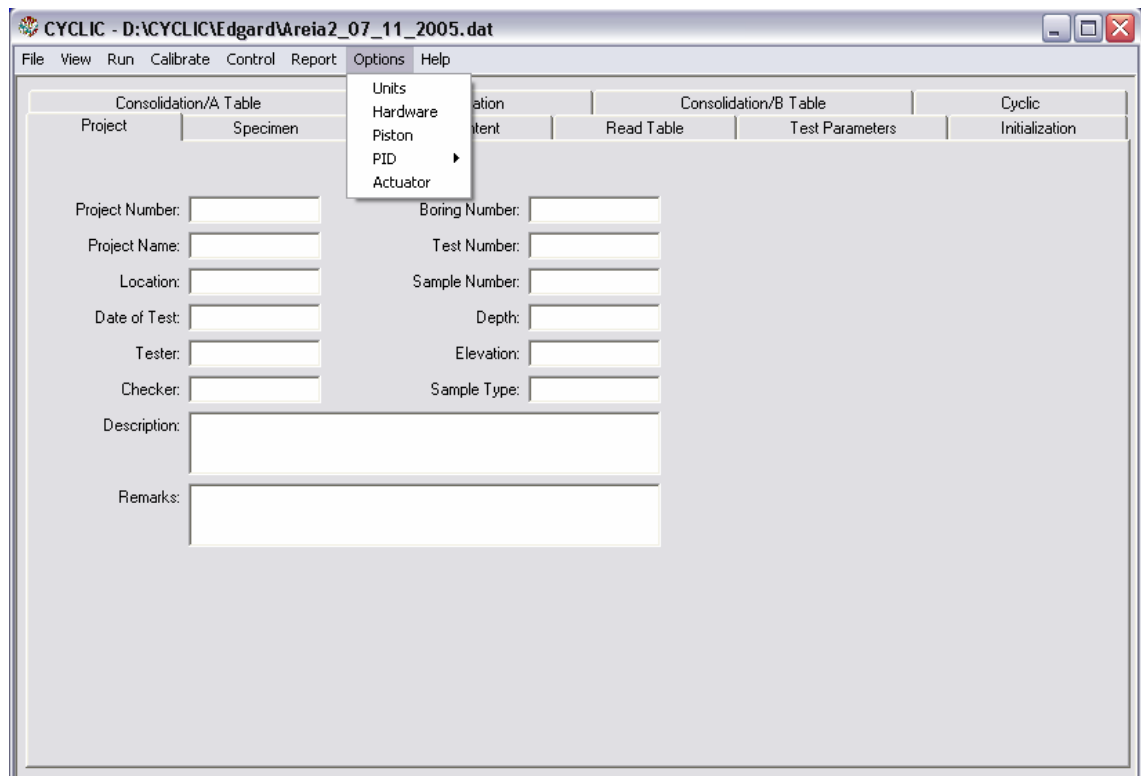 CYCLIC - D:\CYCLIC\Edgard\Areia2_07_11_2005.dat
File View Run Calibrate Control Report Options Help
Units
Hardware
Piston
PID
Actuator
Consolidation/A Table ation Consolidation/B Table Cyclic
Project Specimen ntent Read Table Test Parameters Initialization
Project Number: Boring Number:
Project Name: Test Number:
Location: Sample Number:
Date of Test: Depth:
Tester: Elevation:
Checker: Sample Type:
Description:
Remarks: